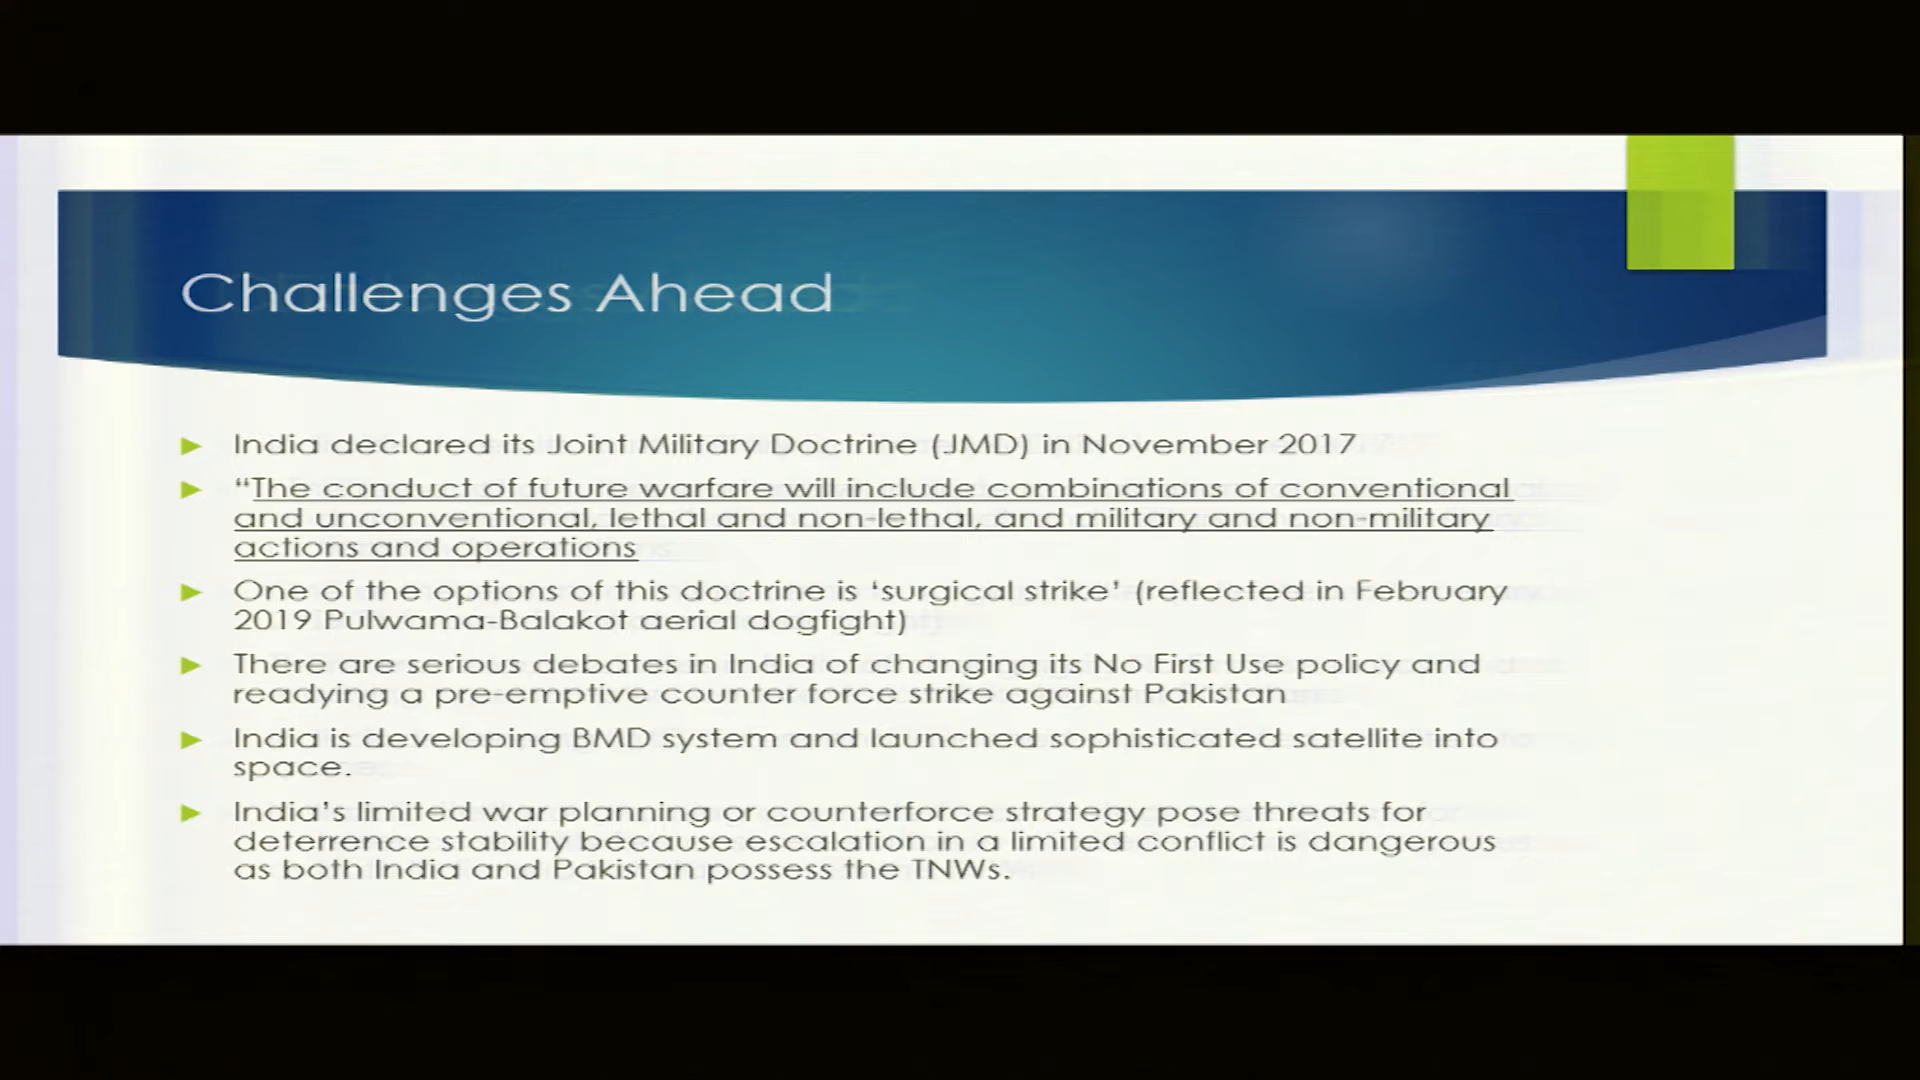 Challenges Ahead
India declared its Joint Military Doctrine (JMD) in November 2017
“The conduct of future warfare will include combinations of conventional
and unconventional, lethal and non-lethal, and military and non-military
actions and operations
One of the options of this doctrine is ‘surgical strike’ (reflected in February
2019 Pulwama-Balakot aerial dogfight)
There are serious debates in India of changing its No First Use policy and
readying a pre-emptive counter force strike against Pakistan
India is developing BMD system and launched sophisticated satellite into
space.
India’s limited war planning or counterforce strategy pose threats for
deterrence stability because escalation in a limited conflict is dangerous
as both India and Pakistan possess the TNWs.